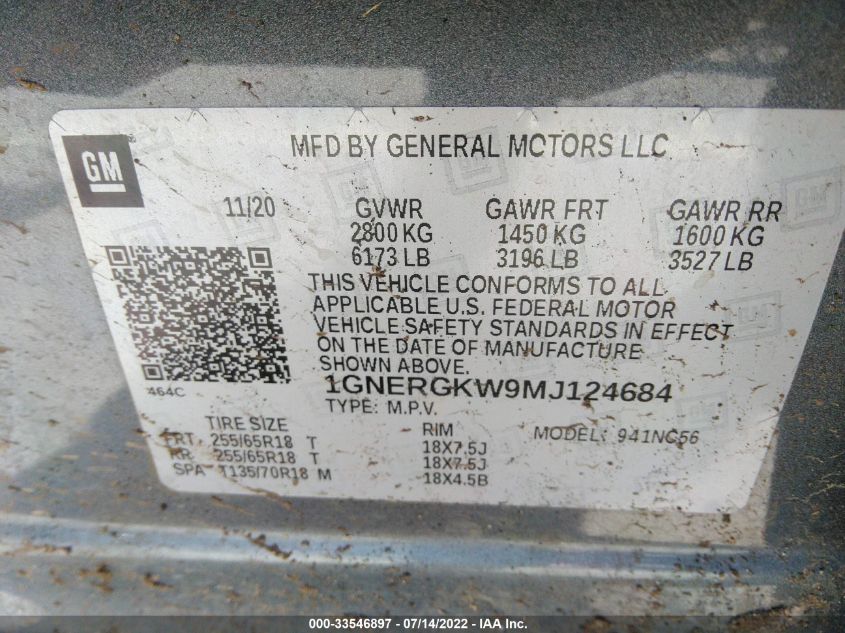 GM
MFD BY GENERAL MOTORS LLC
11/20 GVWR GAWR FRT GAWR RR
2800 KG 1450 KG 1600 KG
6173 LB 3196 LB 3527 LB
THIS VEHICLE CONFORMS TO ALL
APPLICABLE U.S. FEDERAL MOTOR
VEHICLE SAFETY STANDARDS IN EFFECT
ON THE DATE OF MANUFACTURE
SHOWN ABOVE.
464C
1GNERGKW9MJ124684
TYPE: M.P.V.
TIRE SIZE RIM MODEL: 941NC56
FRT 255/65R18 T 18X7.5J
RR 255/65R18 T 18X7.5J
SPA T135/70R18 M 18X4.5B
000-33546897 - 07/14/2022 - IAA Inc.